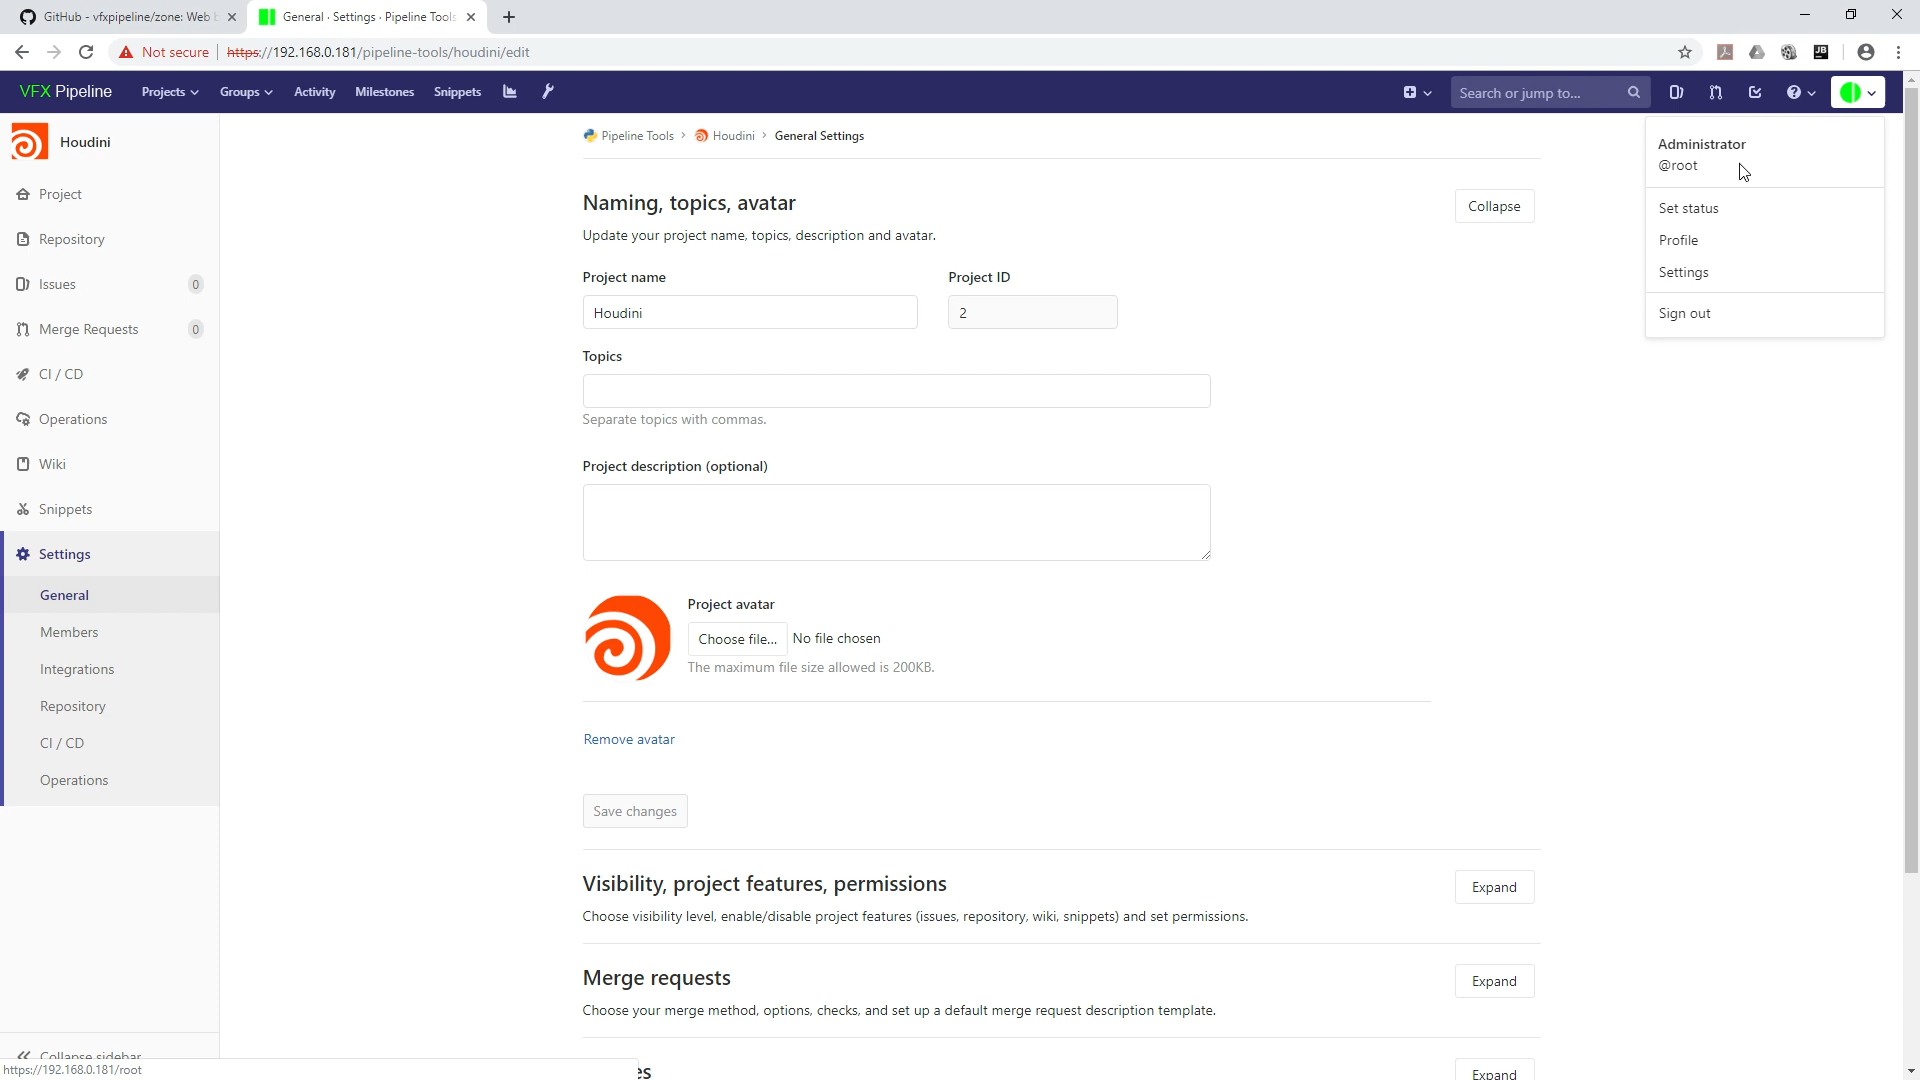 GitHub - vfxpipeline/zone: Web
General · Settings · Pipeline Tools
Not secure
https://192.168.0.181/pipeline-tools/houdini/edit
VFX Pipeline
Projects
Groups
Activity
Milestones
Snippets
Search or jump to...
Houdini
Project
Repository
Issues
0
Merge Requests
0
CI / CD
Operations
Wiki
Snippets
Settings
General
Members
Integrations
Repository
CI / CD
Operations
Collapse sidebar
https://192.168.0.181/root
Pipeline Tools > Houdini > General Settings
Naming, topics, avatar
Collapse
Update your project name, topics, description and avatar.
Project name
Project ID
Houdini
2
Topics
Separate topics with commas.
Project description (optional)
Project avatar
Choose file...
No file chosen
The maximum file size allowed is 200KB.
Remove avatar
Save changes
Visibility, project features, permissions
Expand
Choose visibility level, enable/disable project features (issues, repository, wiki, snippets) and set permissions.
Merge requests
Expand
Choose your merge method, options, checks, and set up a default merge request description template.
Expand
Administrator
@root
Set status
Profile
Settings
Sign out
JB